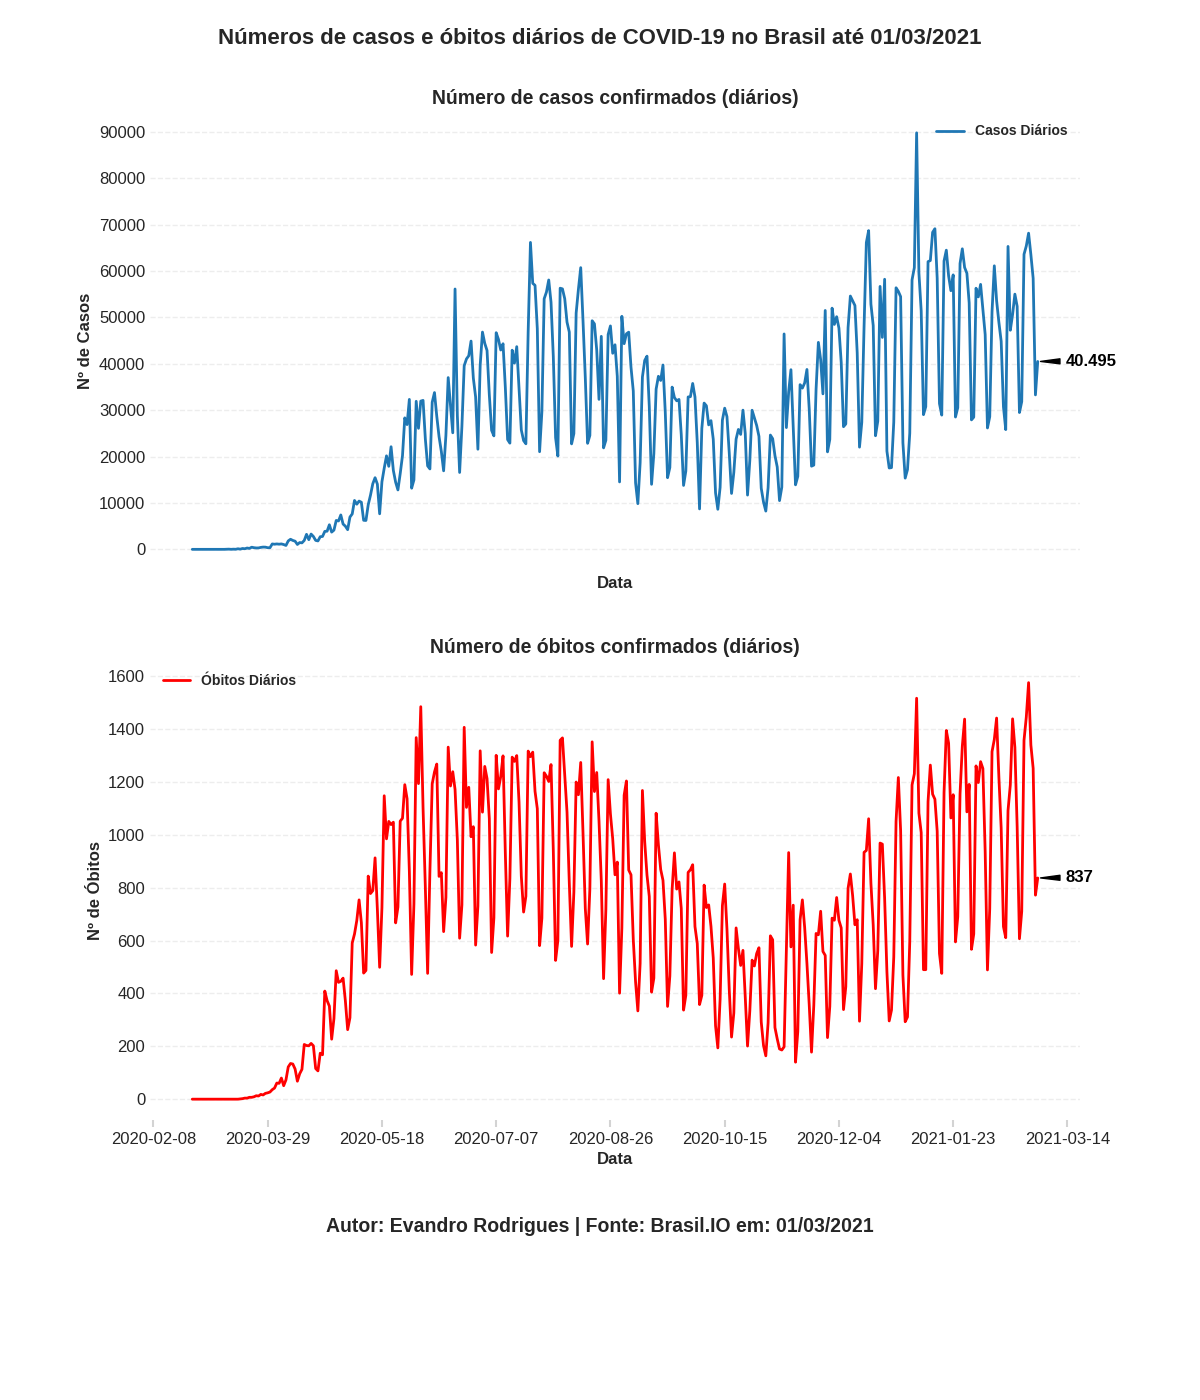 Números de casos e óbitos diários de COVID-19 no Brasil até 01/03/2021
Número de casos confirmados (diários)
Casos Diários
90000
80000
70000
60000
50000
40000
30000
20000
10000
0
Nº de Casos
40.495
Data
Número de óbitos confirmados (diários)
Óbitos Diários
1600
1400
1200
1000
800
600
400
200
0
Nº de Óbitos
837
2020-02-08 2020-03-29 2020-05-18 2020-07-07 2020-08-26 2020-10-15 2020-12-04 2021-01-23 2021-03-14
Data
Autor: Evandro Rodrigues | Fonte: Brasil.IO em: 01/03/2021